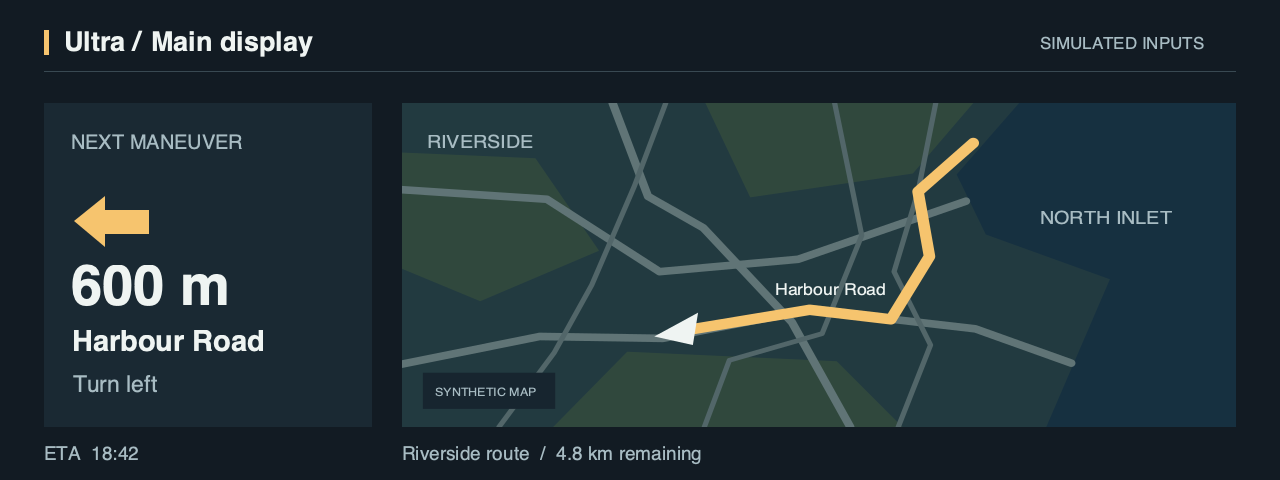 Ultra / Main display
SIMULATED INPUTS
NEXT MANEUVER
600 m
Harbour Road
Turn left
ETA 18:42
RIVERSIDE
NORTH INLET
Harbour Road
SYNTHETIC MAP
Riverside route / 4.8 km remaining